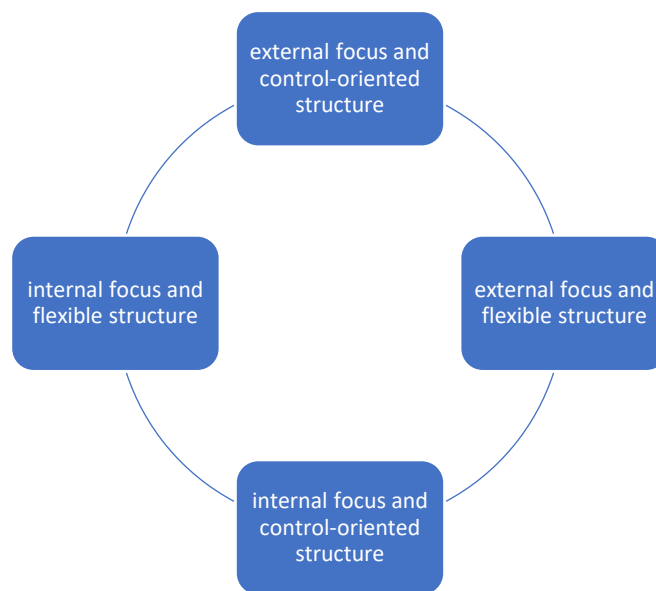 external focus and
control-oriented
structure
internal focus and
flexible structure
external focus and
flexible structure
internal focus and
control-oriented
structure